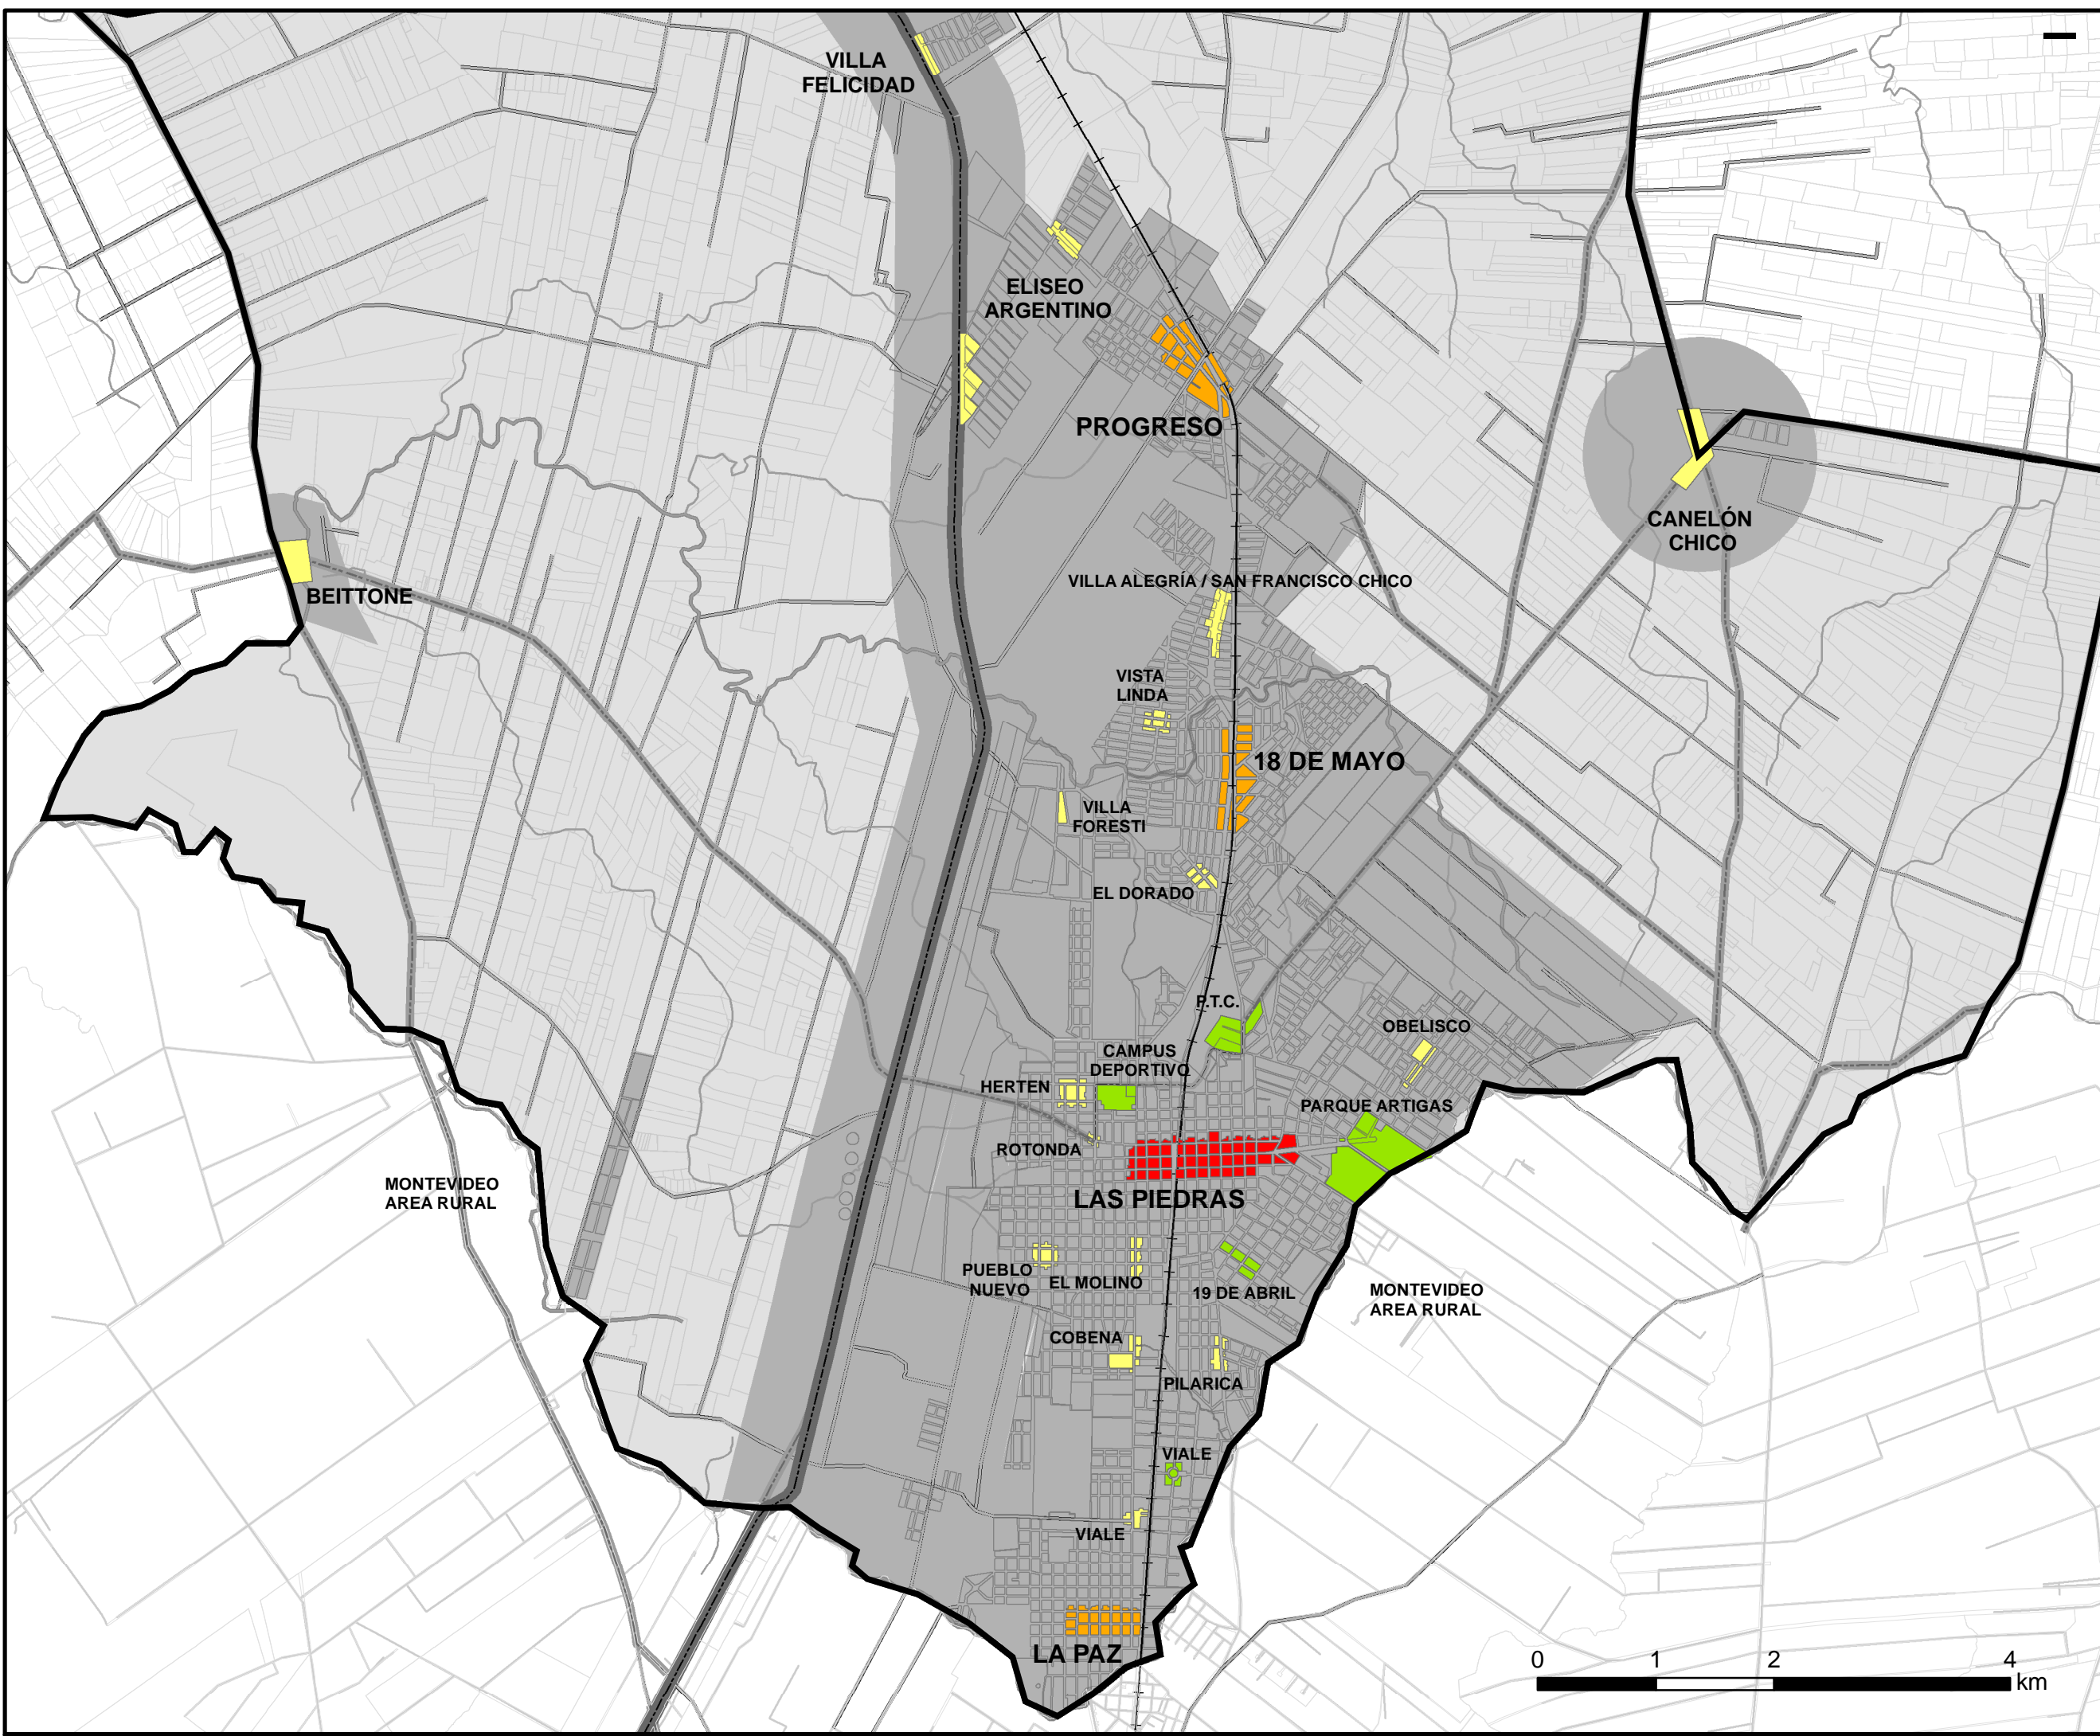 VILLA
FELICIDAD
ELISEO
ARGENTINO
PROGRESO
CANELÓN
CHICO
VILLA ALEGRÍA / SAN FRANCISCO CHICO
BEITTONE
VISTA
LINDA
18 DE MAYO
VILLA
FORESTI
EL DORADO
P.T.C.
OBELISCO
CAMPUS
DEPORTIVO
HERTEN
PARQUE ARTIGAS
ROTONDA
MONTEVIDEO
AREA RURAL
LAS PIEDRAS
PUEBLO
NUEVO
EL MOLINO
19 DE ABRIL
MONTEVIDEO
AREA RURAL
COBENA
PILARICA
VIALE
VIALE
LA PAZ
0 1 2 4
km